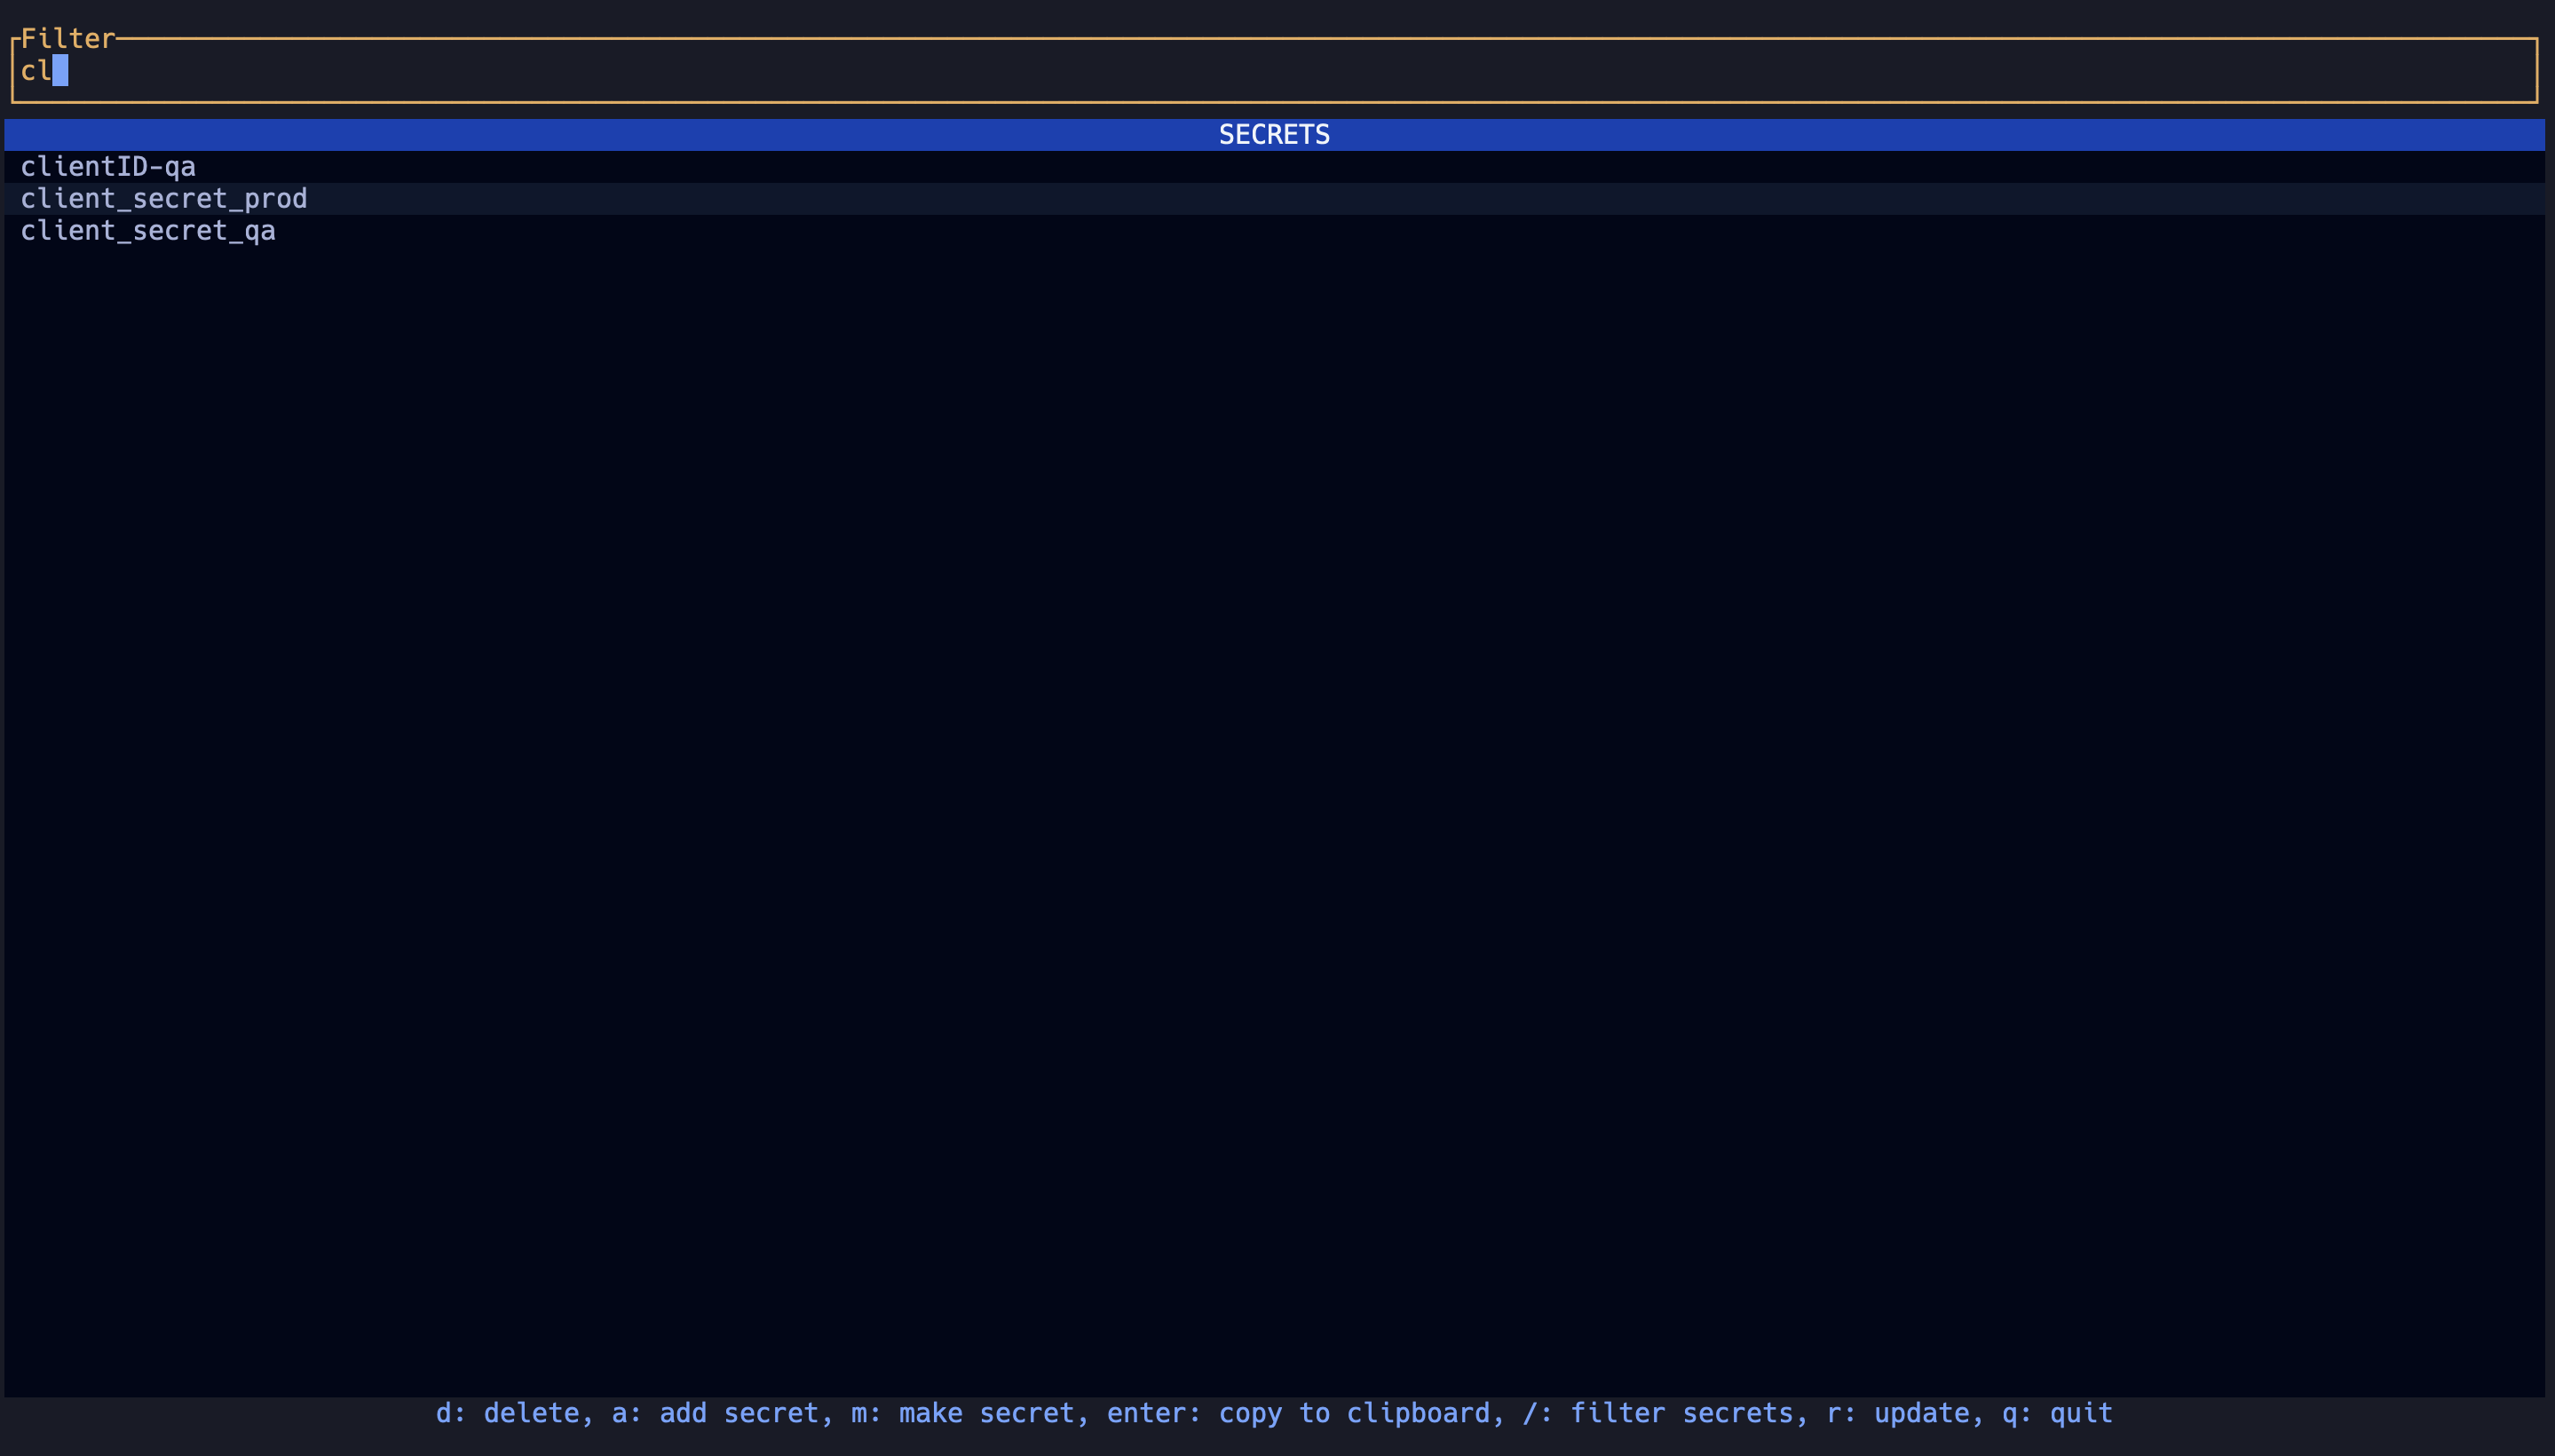 Filter
cl
SECRETS
clientID-qa
client_secret_prod
client_secret_qa
d: delete, a: add secret, m: make secret, enter: copy to clipboard, /: filter secrets, r: update, q: quit